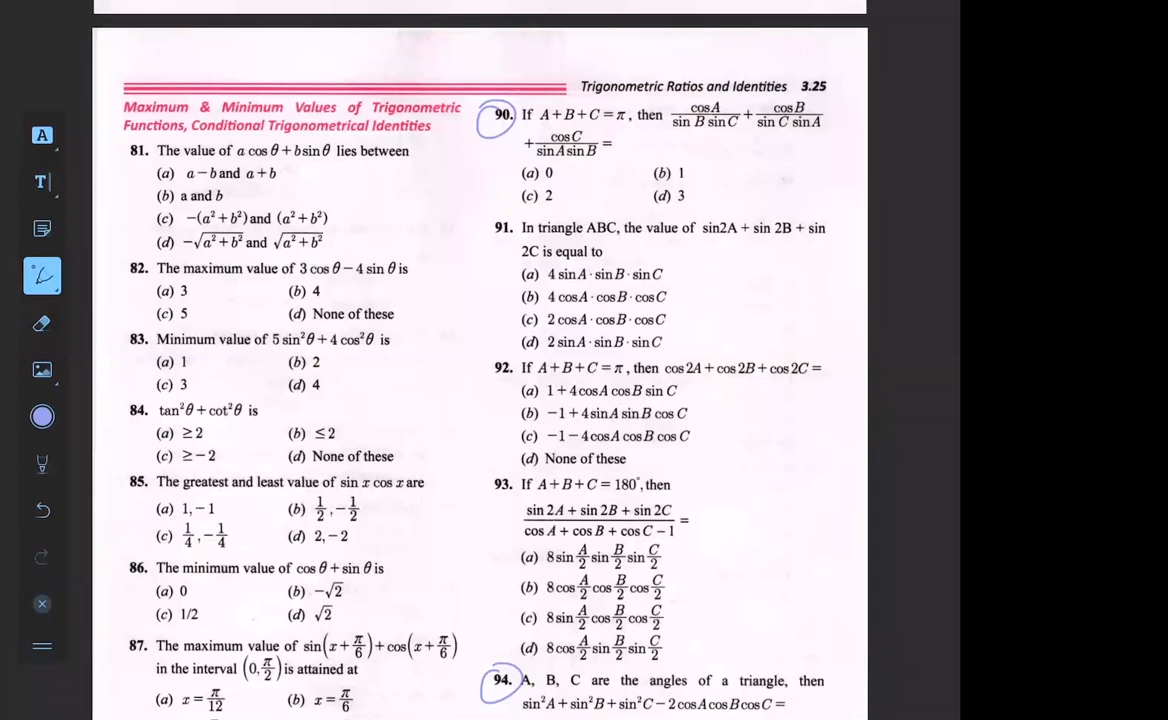 A
T|
Trigonometric Ratios and Identities 3.25
Maximum & Minimum Values of Trigonometric
Functions, Conditional Trigonometrical Identities
81. The value of a cos θ + b sin θ lies between
(a) a − b and a + b
(b) a and b
(c) −(a² + b²) and (a² + b²)
(d) −√(a² + b²) and √(a² + b²)
82. The maximum value of 3 cos θ − 4 sin θ is
(a) 3 (b) 4
(c) 5 (d) None of these
83. Minimum value of 5 sin²θ + 4 cos²θ is
(a) 1 (b) 2
(c) 3 (d) 4
84. tan²θ + cot²θ is
(a) ≥ 2 (b) ≤ 2
(c) ≥ −2 (d) None of these
85. The greatest and least value of sin x cos x are
(a) 1, −1 (b) 1/2, −1/2
(c) 1/4, −1/4 (d) 2, −2
86. The minimum value of cos θ + sin θ is
(a) 0 (b) −√2
(c) 1/2 (d) √2
87. The maximum value of sin(x + π/6) + cos(x + π/6)
in the interval (0, π/2) is attained at
(a) x = π/12 (b) x = π/6
90. If A + B + C = π, then cos A/sin B sin C + cos B/sin C sin A
+ cos C/sin A sin B =
(a) 0 (b) 1
(c) 2 (d) 3
91. In triangle ABC, the value of sin2A + sin 2B + sin
2C is equal to
(a) 4 sin A · sin B · sin C
(b) 4 cos A · cos B · cos C
(c) 2 cos A · cos B · cos C
(d) 2 sin A · sin B · sin C
92. If A + B + C = π, then cos 2A + cos 2B + cos 2C =
(a) 1 + 4 cos A cos B sin C
(b) −1 + 4 sin A sin B cos C
(c) −1 − 4 cos A cos B cos C
(d) None of these
93. If A + B + C = 180°, then
sin 2A + sin 2B + sin 2C
cos A + cos B + cos C − 1 =
(a) 8 sin A/2 sin B/2 sin C/2
(b) 8 cos A/2 cos B/2 cos C/2
(c) 8 sin A/2 cos B/2 cos C/2
(d) 8 cos A/2 sin B/2 sin C/2
94. A, B, C are the angles of a triangle, then
sin²A + sin²B + sin²C − 2 cos A cos B cos C =